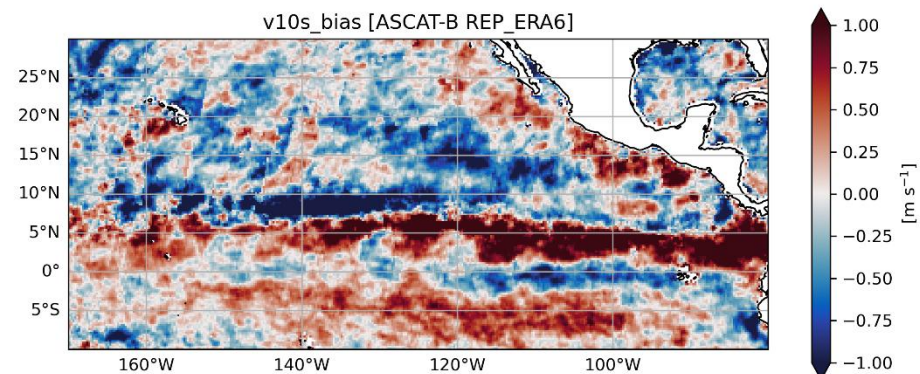 v10s_bias [ASCAT-B REP_ERA6]
25°N
20°N
15°N
10°N
5°N
0°
5°S
160°W
140°W
120°W
100°W
1.00
0.75
0.50
0.25
0.00
−0.25
−0.50
−0.75
−1.00
[m s⁻¹]